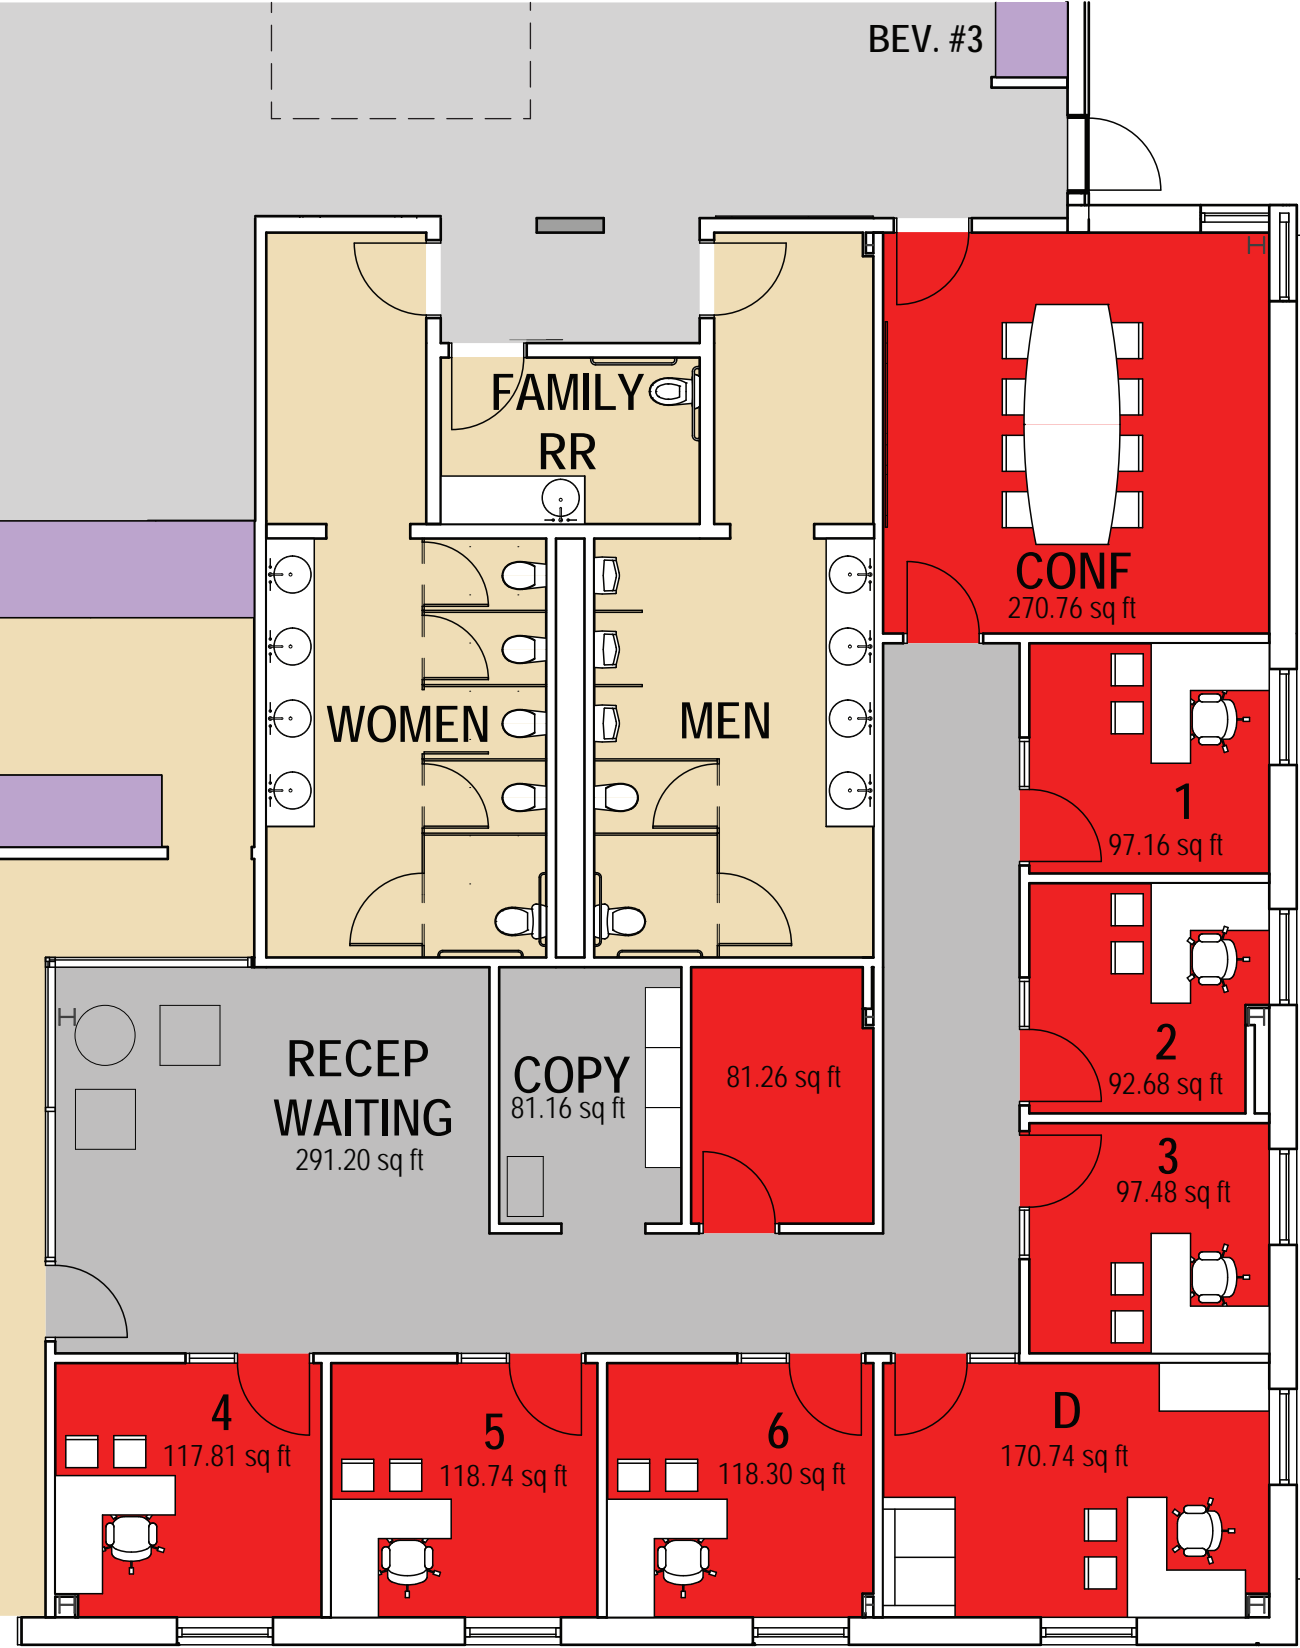 BEV. #3
FAMILY
RR
CONF
270.76 sq ft
WOMEN
MEN
1
97.16 sq ft
2
92.68 sq ft
RECEP
WAITING
291.20 sq ft
COPY
81.16 sq ft
81.26 sq ft
3
97.48 sq ft
4
117.81 sq ft
5
118.74 sq ft
6
118.30 sq ft
D
170.74 sq ft